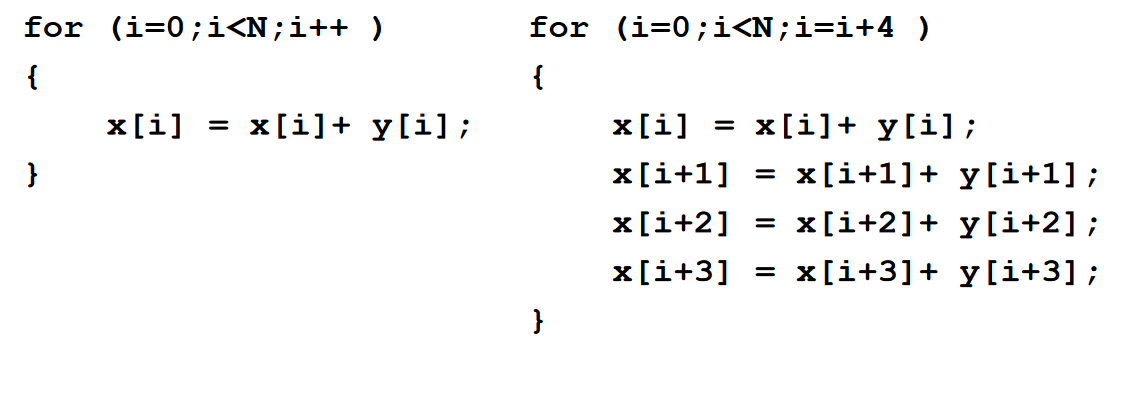 for (i=0;i<N;i++ )
{
    x[i] = x[i]+ y[i];
}
for (i=0;i<N;i=i+4 )
{
    x[i] = x[i]+ y[i];
    x[i+1] = x[i+1]+ y[i+1];
    x[i+2] = x[i+2]+ y[i+2];
    x[i+3] = x[i+3]+ y[i+3];
}